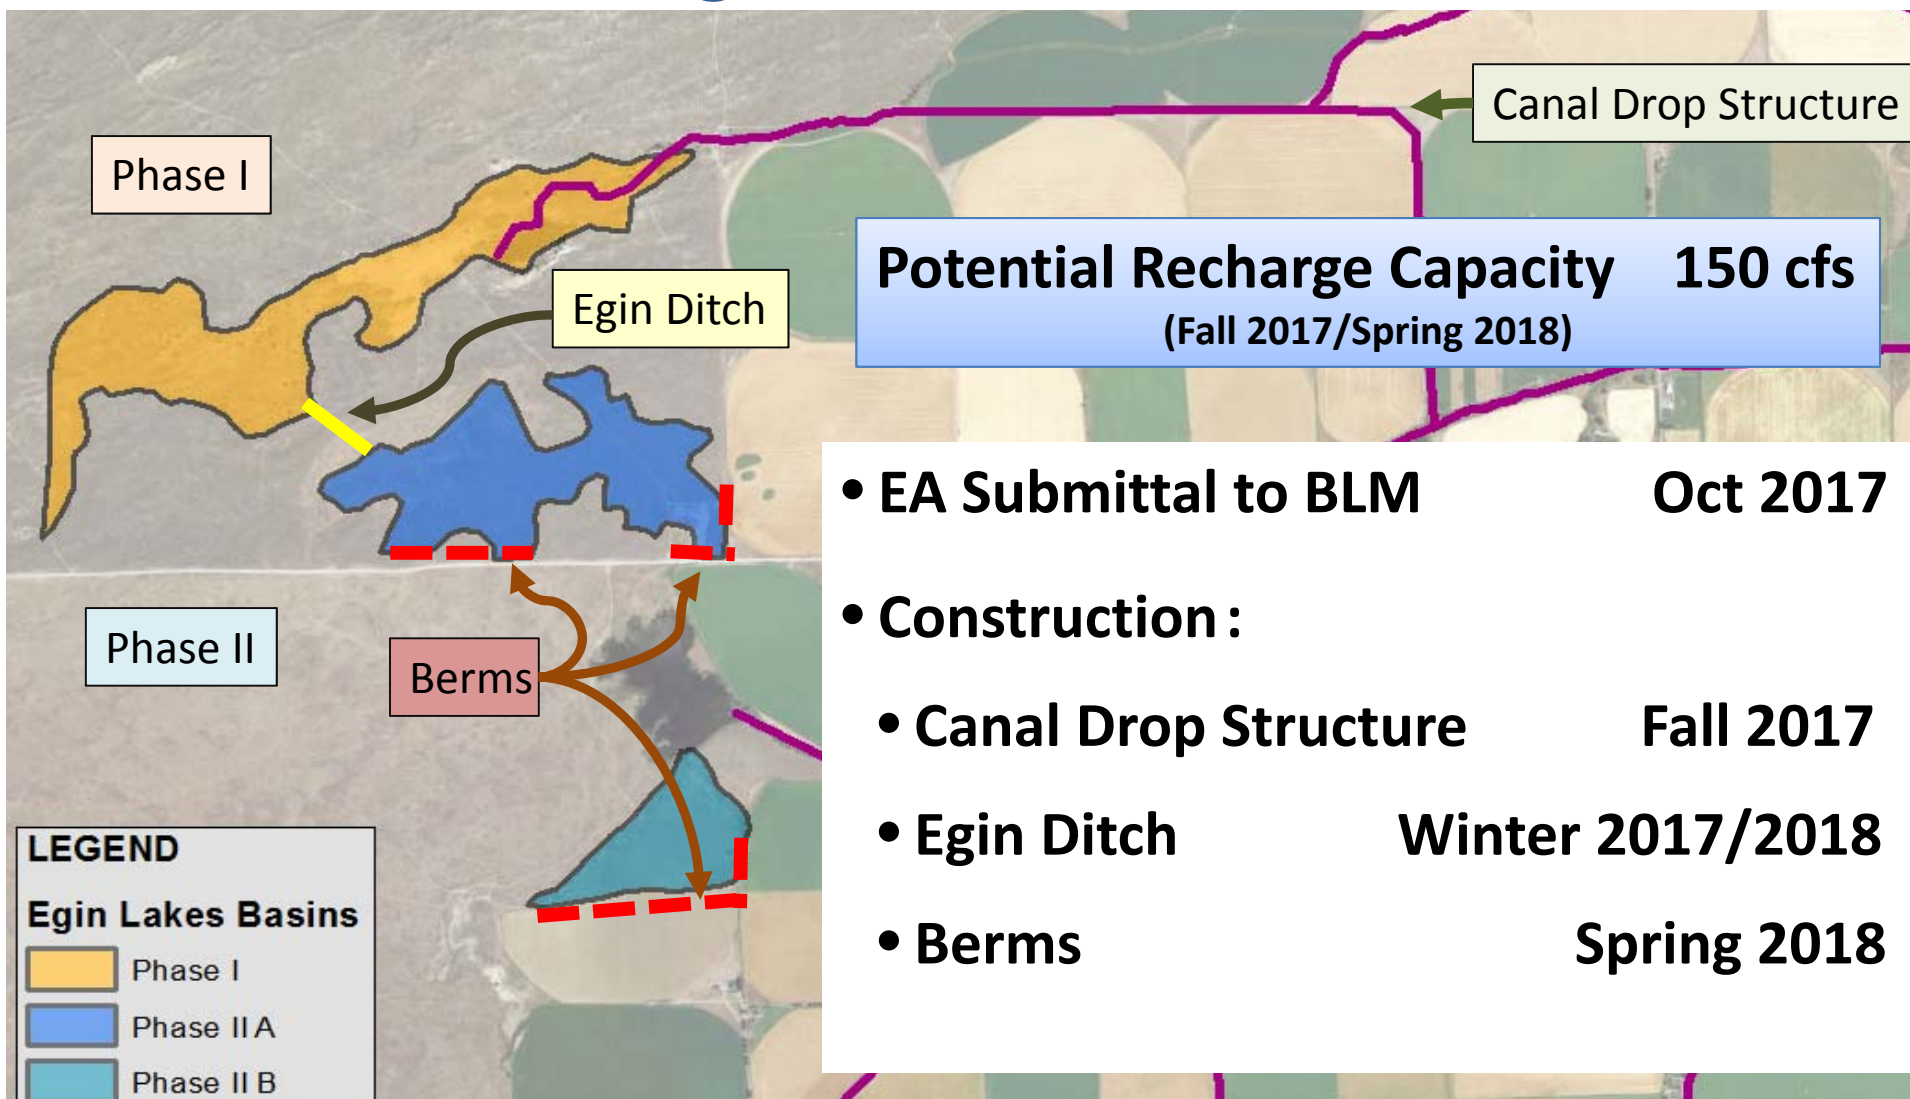 Canal Drop Structure
Phase I
Potential Recharge Capacity 150 cfs
(Fall 2017/Spring 2018)
Egin Ditch
• EA Submittal to BLM Oct 2017
• Construction :
• Canal Drop Structure Fall 2017
• Egin Ditch Winter 2017/2018
• Berms Spring 2018
Phase II
Berms
LEGEND
Egin Lakes Basins
Phase I
Phase II A
Phase II B